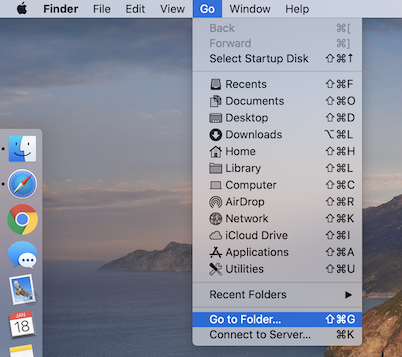 Finder File Edit View Go Window Help
Back ⌘[
Forward ⌘]
Select Startup Disk ⇧⌘↑
Recents ⇧⌘F
Documents ⇧⌘O
Desktop ⇧⌘D
Downloads ⌥⌘L
Home ⇧⌘H
Library ⇧⌘L
Computer ⇧⌘C
AirDrop ⇧⌘R
Network ⇧⌘K
iCloud Drive ⇧⌘I
Applications ⇧⌘A
Utilities ⇧⌘U
Recent Folders ▶
Go to Folder... ⇧⌘G
Connect to Server... ⌘K
JAN
18